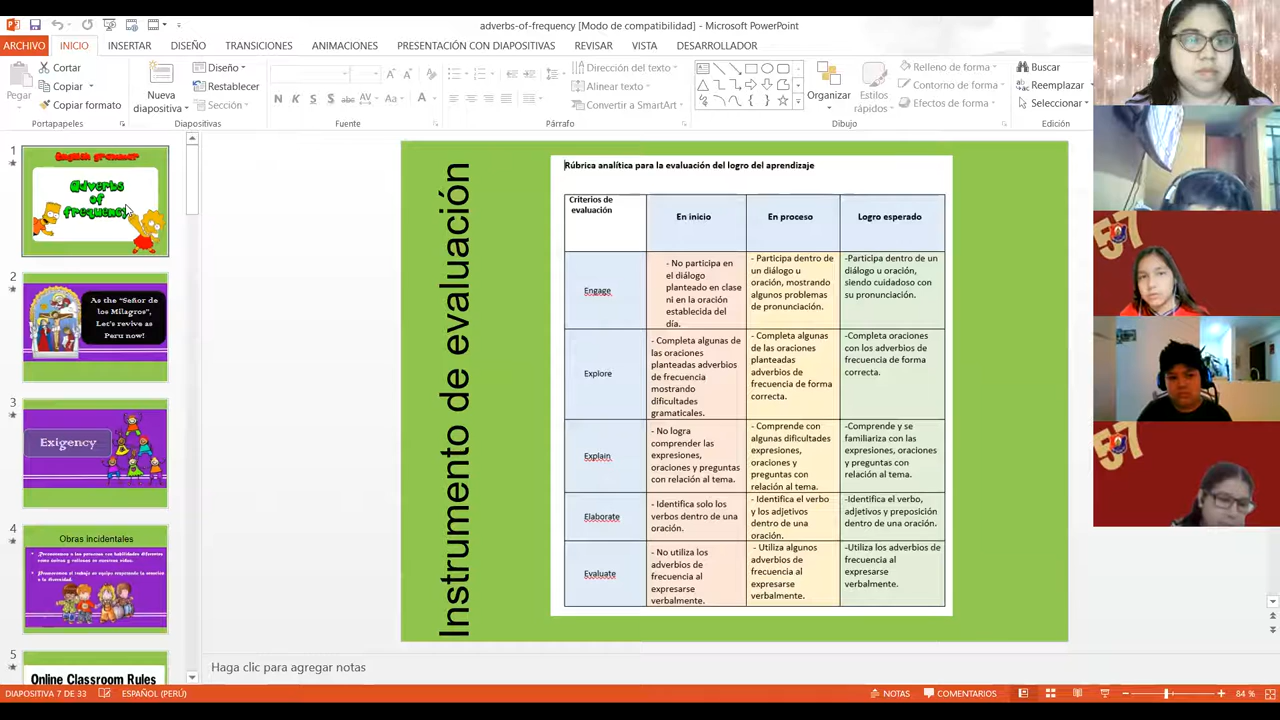 adverbs-of-frequency [Modo de compatibilidad] - Microsoft PowerPoint
ARCHIVO INICIO INSERTAR DISEÑO TRANSICIONES ANIMACIONES PRESENTACIÓN CON DIAPOSITIVAS REVISAR VISTA DESARROLLADOR
Pegar
Cortar
Copiar
Copiar formato
Portapapeles
Nueva
diapositiva
Diseño
Restablecer
Sección
Diapositivas
N K S S abc AV Aa A
Fuente
Dirección del texto
Alinear texto
Convertir a SmartArt
Párrafo
Organizar
Estilos
rápidos
Relleno de forma
Contorno de forma
Efectos de forma
Dibujo
Buscar
Reemplazar
Seleccionar
Edición
1
English grammar
Adverbs
of
frequency
2
As the "Señor de
los Milagros",
Let's revive as
Peru now!
3
Exigency
4
Obras incidentales
5
Online Classroom Rules
Instrumento de evaluación
Rúbrica analítica para la evaluación del logro del aprendizaje
Criterios de
evaluación
En inicio
En proceso
Logro esperado
Engage
- No participa en
el diálogo
planteado en clase
ni en la oración
establecida del
día.
- Participa dentro de
un diálogo u
oración, mostrando
algunos problemas
de pronunciación.
-Participa dentro de un
diálogo u oración,
siendo cuidadoso con
su pronunciación.
Explore
- Completa algunas de
las oraciones
planteadas adverbios
de frecuencia
mostrando
dificultades
gramaticales.
- Completa algunas
de las oraciones
planteadas
adverbios de
frecuencia de forma
correcta.
-Completa oraciones
con los adverbios de
frecuencia de forma
correcta.
Explain
- No logra
comprender las
expresiones,
oraciones y preguntas
con relación al tema.
- Comprende con
algunas dificultades
expresiones,
oraciones y
preguntas con
relación al tema.
-Comprende y se
familiariza con las
expresiones, oraciones
y preguntas con
relación al tema.
Elaborate
- Identifica solo los
verbos dentro de una
oración.
- Identifica el verbo
y los adjetivos
dentro de una
oración.
-Identifica el verbo,
adjetivos y preposición
dentro de una oración.
Evaluate
- No utiliza los
adverbios de
frecuencia al
expresarse
verbalmente.
- Utiliza algunos
adverbios de
frecuencia al
expresarse
verbalmente.
-Utiliza los adverbios de
frecuencia al
expresarse
verbalmente.
57
57
Haga clic para agregar notas
DIAPOSITIVA 7 DE 33 ESPAÑOL (PERÚ) NOTAS COMENTARIOS 84 %